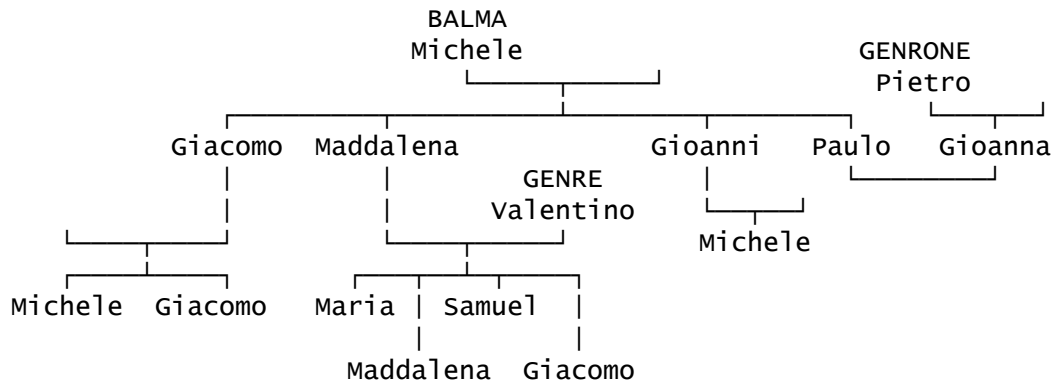 BALMA
Michele GENRONE
Pietro
Giacomo Maddalena Gioanni Paulo Gioanna
GENRE
Valentino
Michele
Michele Giacomo Maria Samuel
Maddalena Giacomo